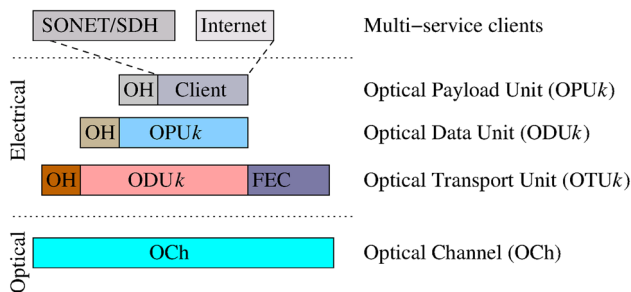 SONET/SDH Internet Multi-service clients
OH Client Optical Payload Unit (OPUk)
OH OPUk Optical Data Unit (ODUk)
OH ODUk FEC Optical Transport Unit (OTUk)
Electrical
OCh Optical Channel (OCh)
Optical